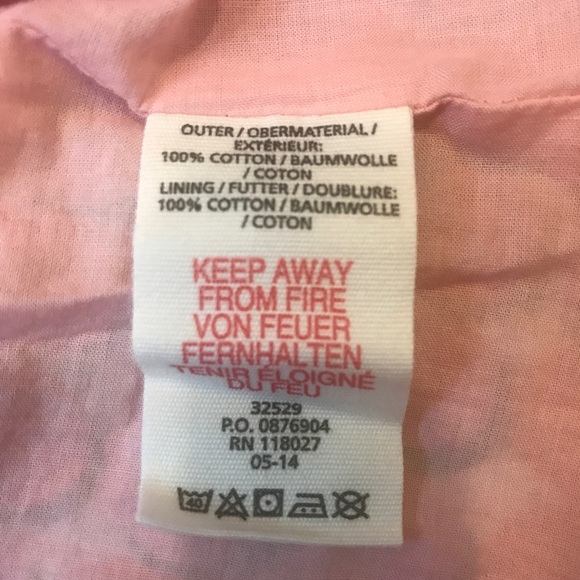 OUTER / OBERMATERIAL /
EXTÉRIEUR:
100% COTTON / BAUMWOLLE
/ COTON
LINING / FUTTER / DOUBLURE:
100% COTTON / BAUMWOLLE
/ COTON
KEEP AWAY
FROM FIRE
VON FEUER
FERNHALTEN
TENIR ÉLOIGNÉ
DU FEU
32529
P.O. 0876904
RN 118027
05-14
40